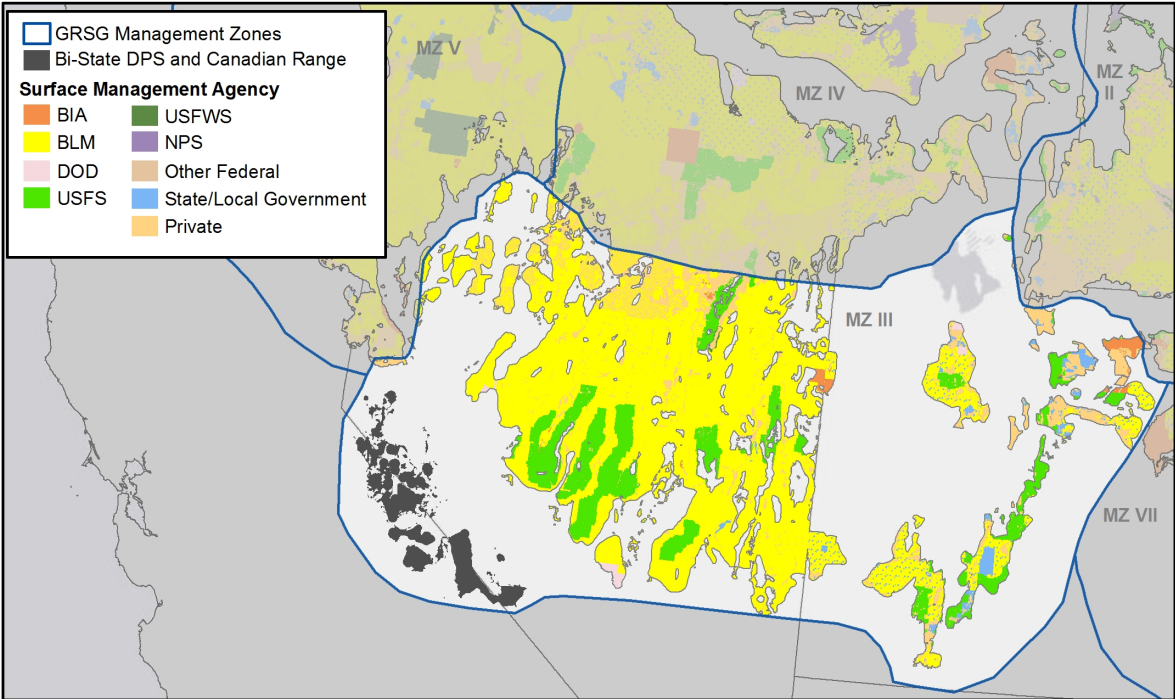 GRSG Management Zones
Bi-State DPS and Canadian Range
Surface Management Agency
BIA
USFWS
BLM
NPS
DOD
Other Federal
USFS
State/Local Government
Private
MZ V
MZ IV
MZ
II
MZ III
MZ VII